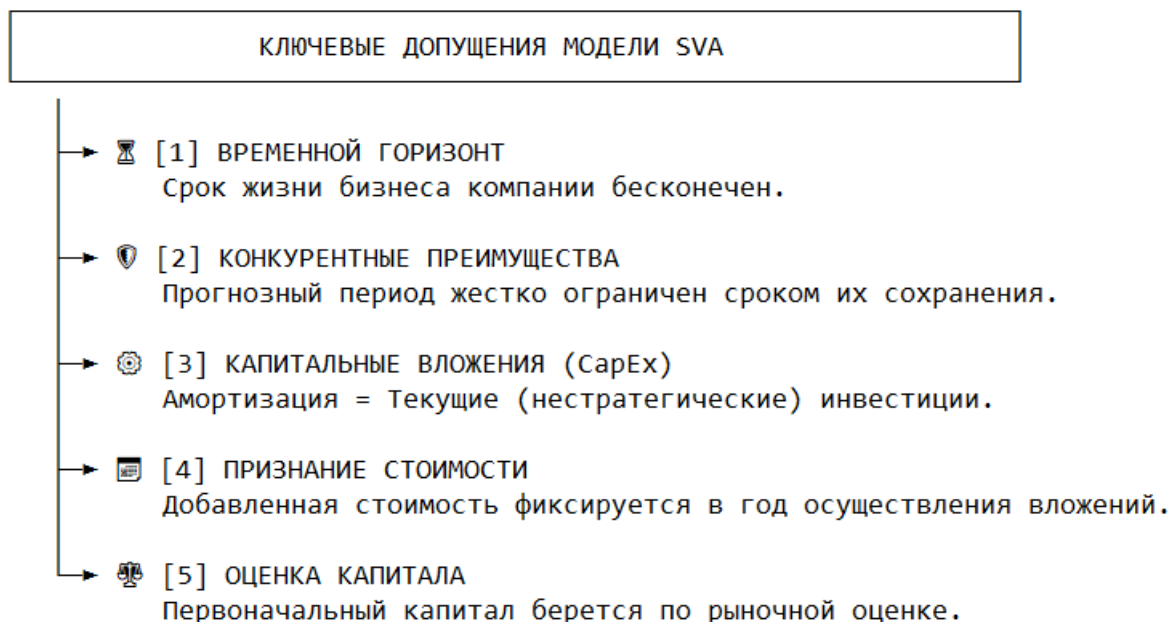 КЛЮЧЕВЫЕ ДОПУЩЕНИЯ МОДЕЛИ SVA
[1] ВРЕМЕННОЙ ГОРИЗОНТ
Срок жизни бизнеса компании бесконечен.
[2] КОНКУРЕНТНЫЕ ПРЕИМУЩЕСТВА
Прогнозный период жестко ограничен сроком их сохранения.
[3] КАПИТАЛЬНЫЕ ВЛОЖЕНИЯ (CapEx)
Амортизация = Текущие (нестратегические) инвестиции.
[4] ПРИЗНАНИЕ СТОИМОСТИ
Добавленная стоимость фиксируется в год осуществления вложений.
[5] ОЦЕНКА КАПИТАЛА
Первоначальный капитал берется по рыночной оценке.